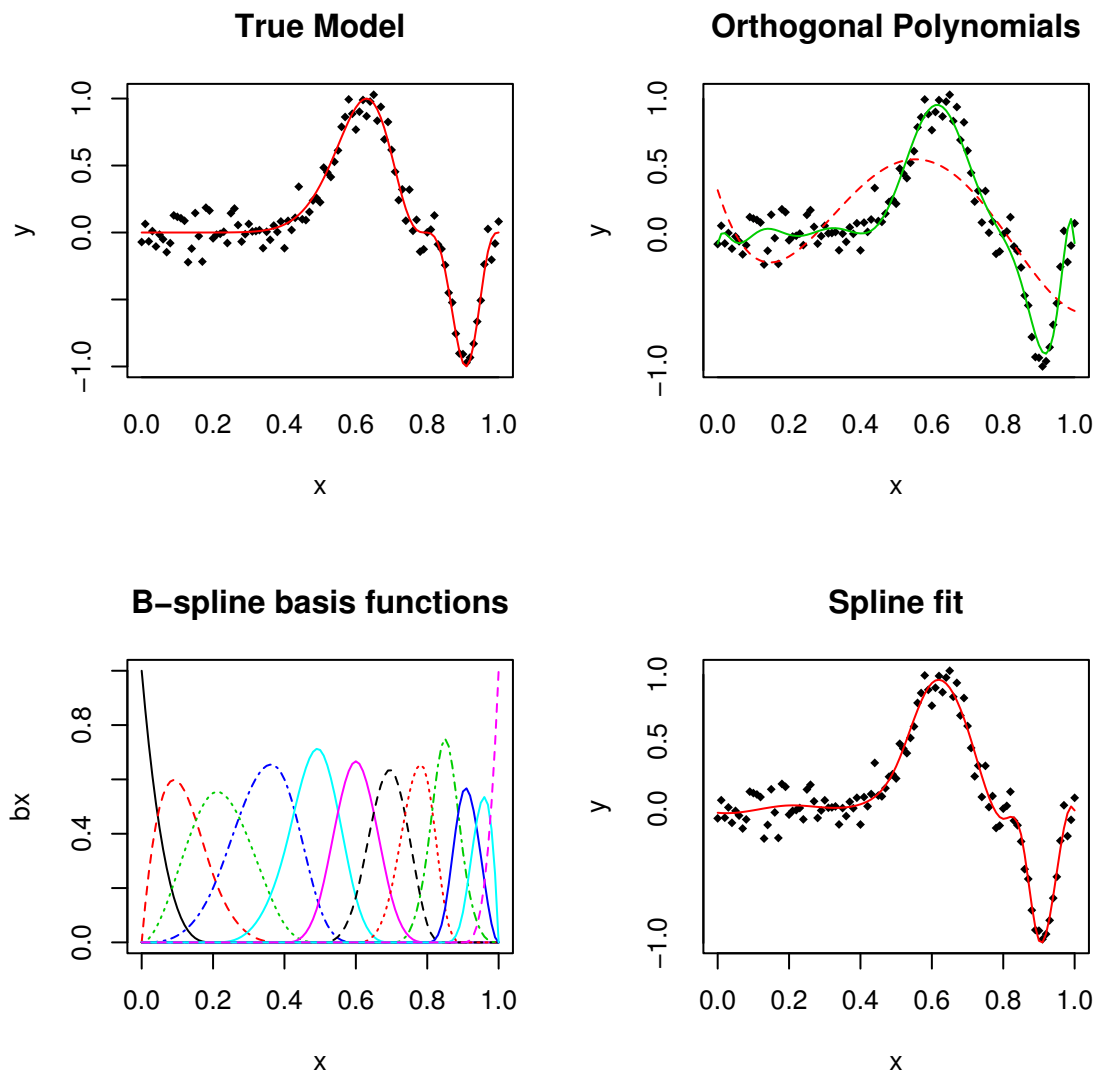 True Model
y
1.0
0.5
0.0
−1.0
0.0 0.2 0.4 0.6 0.8 1.0
x
Orthogonal Polynomials
y
1.0
0.5
0.0
−1.0
0.0 0.2 0.4 0.6 0.8 1.0
x
B−spline basis functions
bx
0.8
0.4
0.0
0.0 0.2 0.4 0.6 0.8 1.0
x
Spline fit
y
1.0
0.5
0.0
−1.0
0.0 0.2 0.4 0.6 0.8 1.0
x